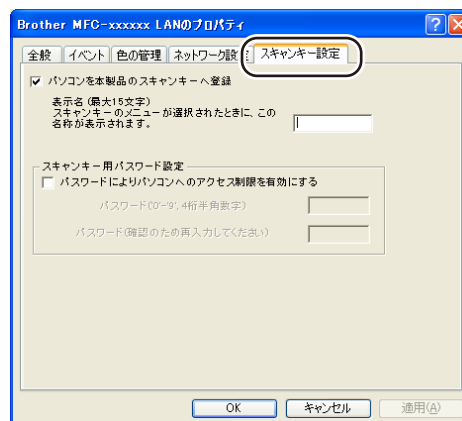 Brother MFC-xxxxxx LANのプロパティ
全般 イベント 色の管理 ネットワーク設定 スキャンキー設定
パソコンを本製品のスキャンキーへ登録
表示名(最大15文字)
スキャンキーのメニューが選択されたときに、この
名称が表示されます。
スキャンキー用パスワード設定
パスワードによりパソコンへのアクセス制限を有効にする
パスワード('0'-'9', 4桁半角数字)
パスワード(確認のため再入力してください)
OK キャンセル 適用(A)